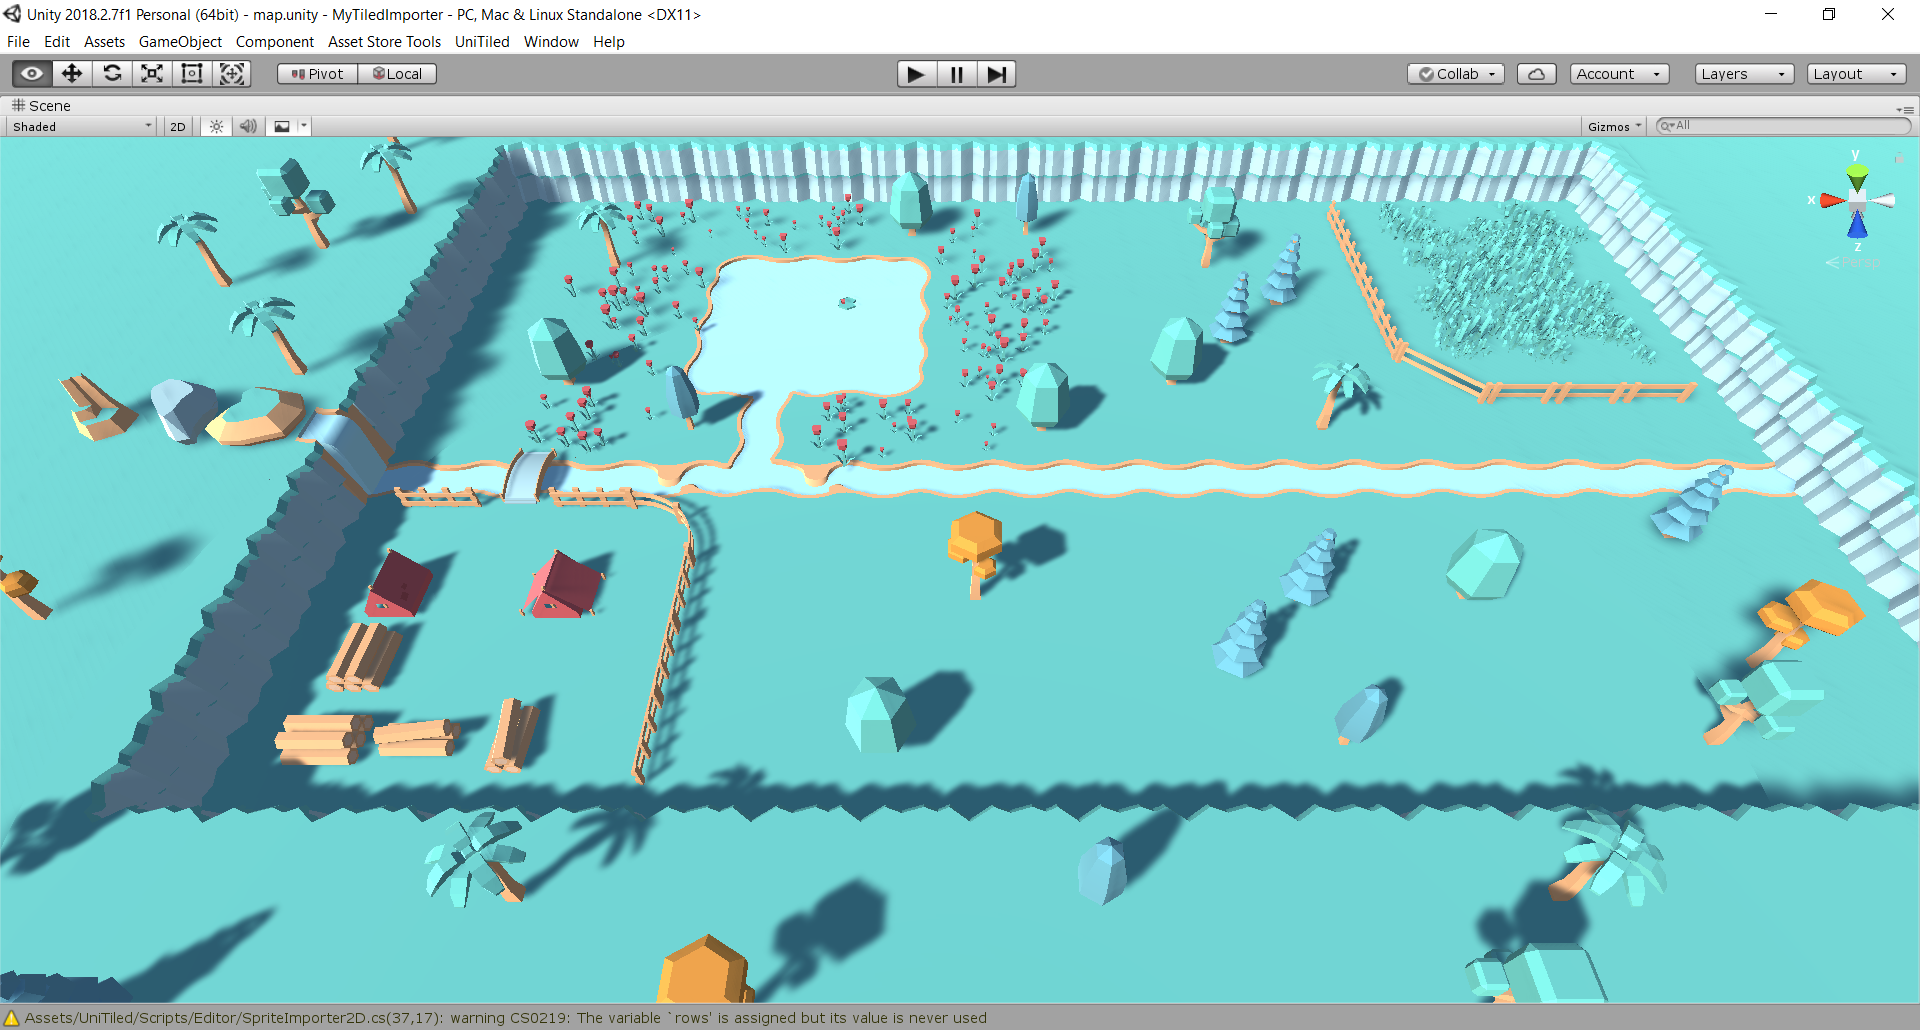 Unity 2018.2.7f1 Personal (64bit) - map.unity - MyTiledImporter - PC, Mac & Linux Standalone <DX11>
File Edit Assets GameObject Component Asset Store Tools UniTiled Window Help
Pivot Local Collab Account Layers Layout
Scene
Shaded 2D Gizmos All
y
x
z
Persp
Assets/UniTiled/Scripts/Editor/SpriteImporter2D.cs(37,17): warning CS0219: The variable `rows' is assigned but its value is never used